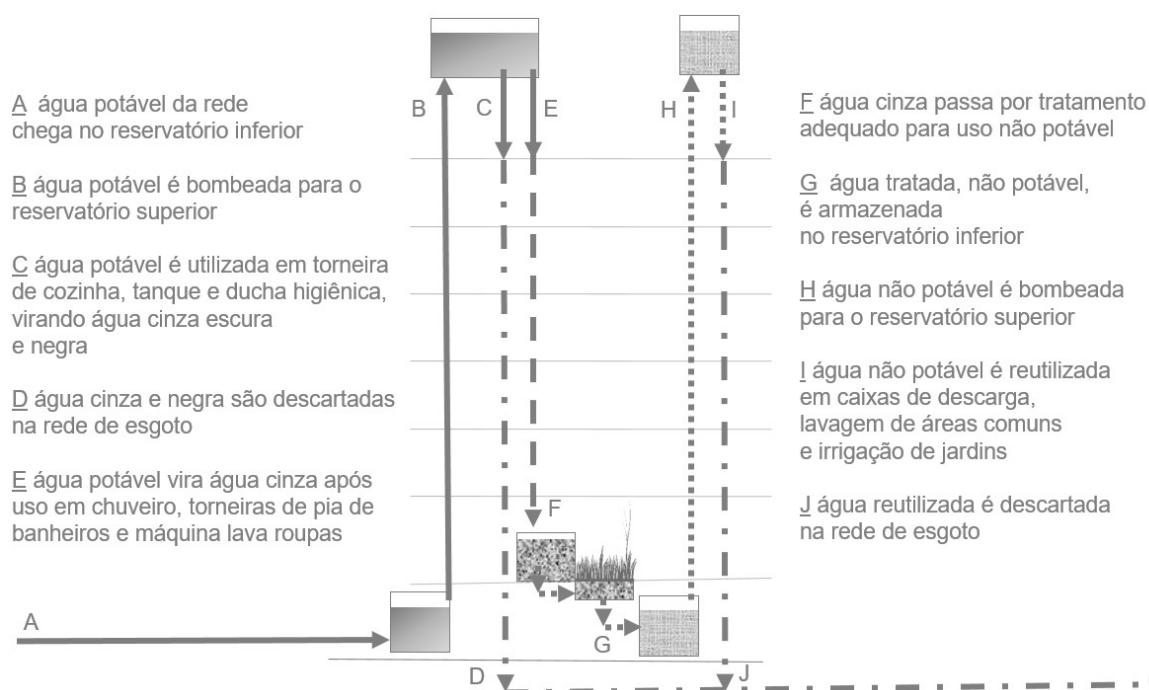 A água potável da rede
chega no reservatório inferior
B água potável é bombeada para o
reservatório superior
C água potável é utilizada em torneira
de cozinha, tanque e ducha higiênica,
virando água cinza escura
e negra
D água cinza e negra são descartadas
na rede de esgoto
E água potável vira água cinza após
uso em chuveiro, torneiras de pia de
banheiros e máquina lava roupas
B
C
E
H
I
F
A
G
D
J
F água cinza passa por tratamento
adequado para uso não potável
G água tratada, não potável,
é armazenada
no reservatório inferior
H água não potável é bombeada
para o reservatório superior
I água não potável é reutilizada
em caixas de descarga,
lavagem de áreas comuns
e irrigação de jardins
J água reutilizada é descartada
na rede de esgoto